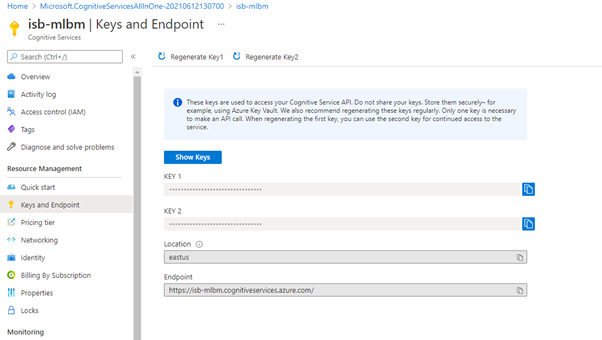 Home > Microsoft.CognitiveServicesAllInOne-20210612130700 > isb-mlbm
isb-mlbm | Keys and Endpoint ...
Cognitive Services
Search (Ctrl+/)
«
Overview
Activity log
Access control (IAM)
Tags
Diagnose and solve problems
Resource Management
Quick start
Keys and Endpoint
Pricing tier
Networking
Identity
Billing By Subscription
Properties
Locks
Monitoring
Regenerate Key1
Regenerate Key2
These keys are used to access your Cognitive Service API. Do not share your keys. Store them securely– for
example, using Azure Key Vault. We also recommend regenerating these keys regularly. Only one key is necessary
to make an API call. When regenerating the first key, you can use the second key for continued access to the
service.
Show Keys
KEY 1
••••••••••••••••••••••••••••••••
KEY 2
••••••••••••••••••••••••••••••••
Location
eastus
Endpoint
https://isb-mlbm.cognitiveservices.azure.com/